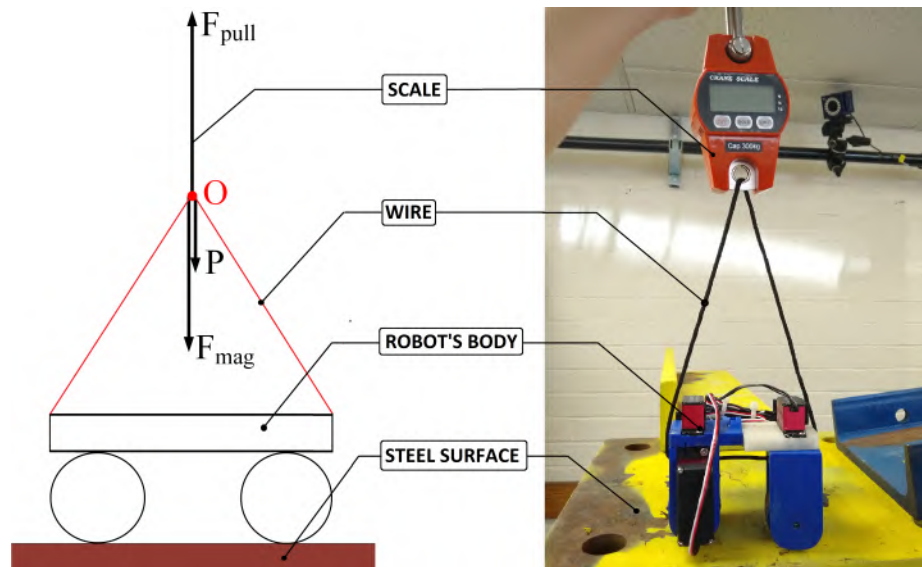 F_pull
SCALE
O
WIRE
P
F_mag
ROBOT'S BODY
STEEL SURFACE
CRANE SCALE
Cap 300kg